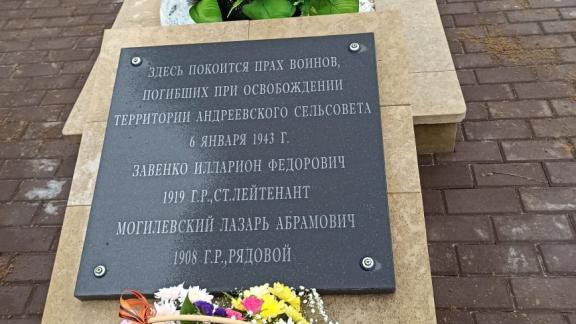 ЗДЕСЬ ПОКОИТСЯ ПРАХ ВОИНОВ,
ПОГИБШИХ ПРИ ОСВОБОЖДЕНИИ
ТЕРРИТОРИИ АНДРЕЕВСКОГО СЕЛЬСОВЕТА
6 ЯНВАРЯ 1943 Г.
ЗАВЕНКО ИЛЛАРИОН ФЕДОРОВИЧ
1919 Г.Р.,СТ.ЛЕЙТЕНАНТ
МОГИЛЕВСКИЙ ЛАЗАРЬ АБРАМОВИЧ
1908 Г.Р.,РЯДОВОЙ